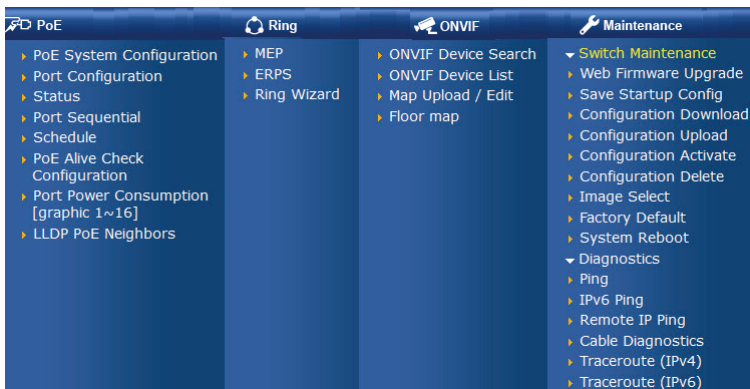 PoE
PoE System Configuration
Port Configuration
Status
Port Sequential
Schedule
PoE Alive Check
Configuration
Port Power Consumption
[graphic 1~16]
LLDP PoE Neighbors
Ring
MEP
ERPS
Ring Wizard
ONVIF
ONVIF Device Search
ONVIF Device List
Map Upload / Edit
Floor map
Maintenance
Switch Maintenance
Web Firmware Upgrade
Save Startup Config
Configuration Download
Configuration Upload
Configuration Activate
Configuration Delete
Image Select
Factory Default
System Reboot
Diagnostics
Ping
IPv6 Ping
Remote IP Ping
Cable Diagnostics
Traceroute (IPv4)
Traceroute (IPv6)